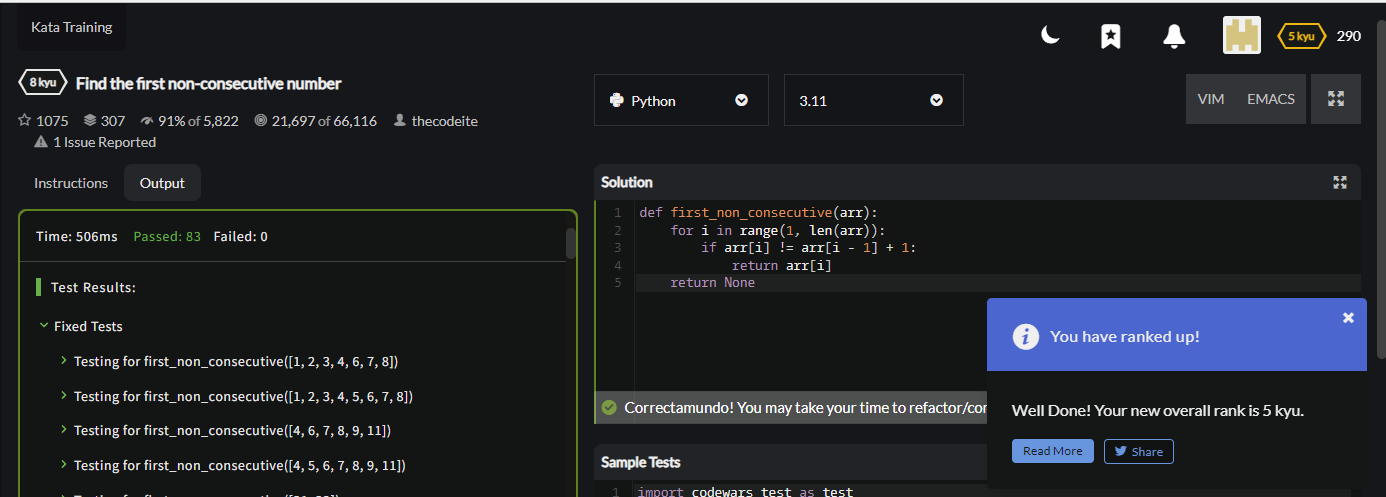 Kata Training
5 kyu 290
8 kyu Find the first non-consecutive number
Python
3.11
VIM EMACS
1075 307 91% of 5,822 21,697 of 66,116 thecodeite
1 Issue Reported
Instructions Output
Time: 506ms Passed: 83 Failed: 0
Test Results:
Fixed Tests
Testing for first_non_consecutive([1, 2, 3, 4, 6, 7, 8])
Testing for first_non_consecutive([1, 2, 3, 4, 5, 6, 7, 8])
Testing for first_non_consecutive([4, 6, 7, 8, 9, 11])
Testing for first_non_consecutive([4, 5, 6, 7, 8, 9, 11])
Solution
1 def first_non_consecutive(arr):
2 for i in range(1, len(arr)):
3 if arr[i] != arr[i - 1] + 1:
4 return arr[i]
5 return None
Correctamundo! You may take your time to refactor/con
Sample Tests
1 import codewars_test as test
You have ranked up!
Well Done! Your new overall rank is 5 kyu.
Read More Share